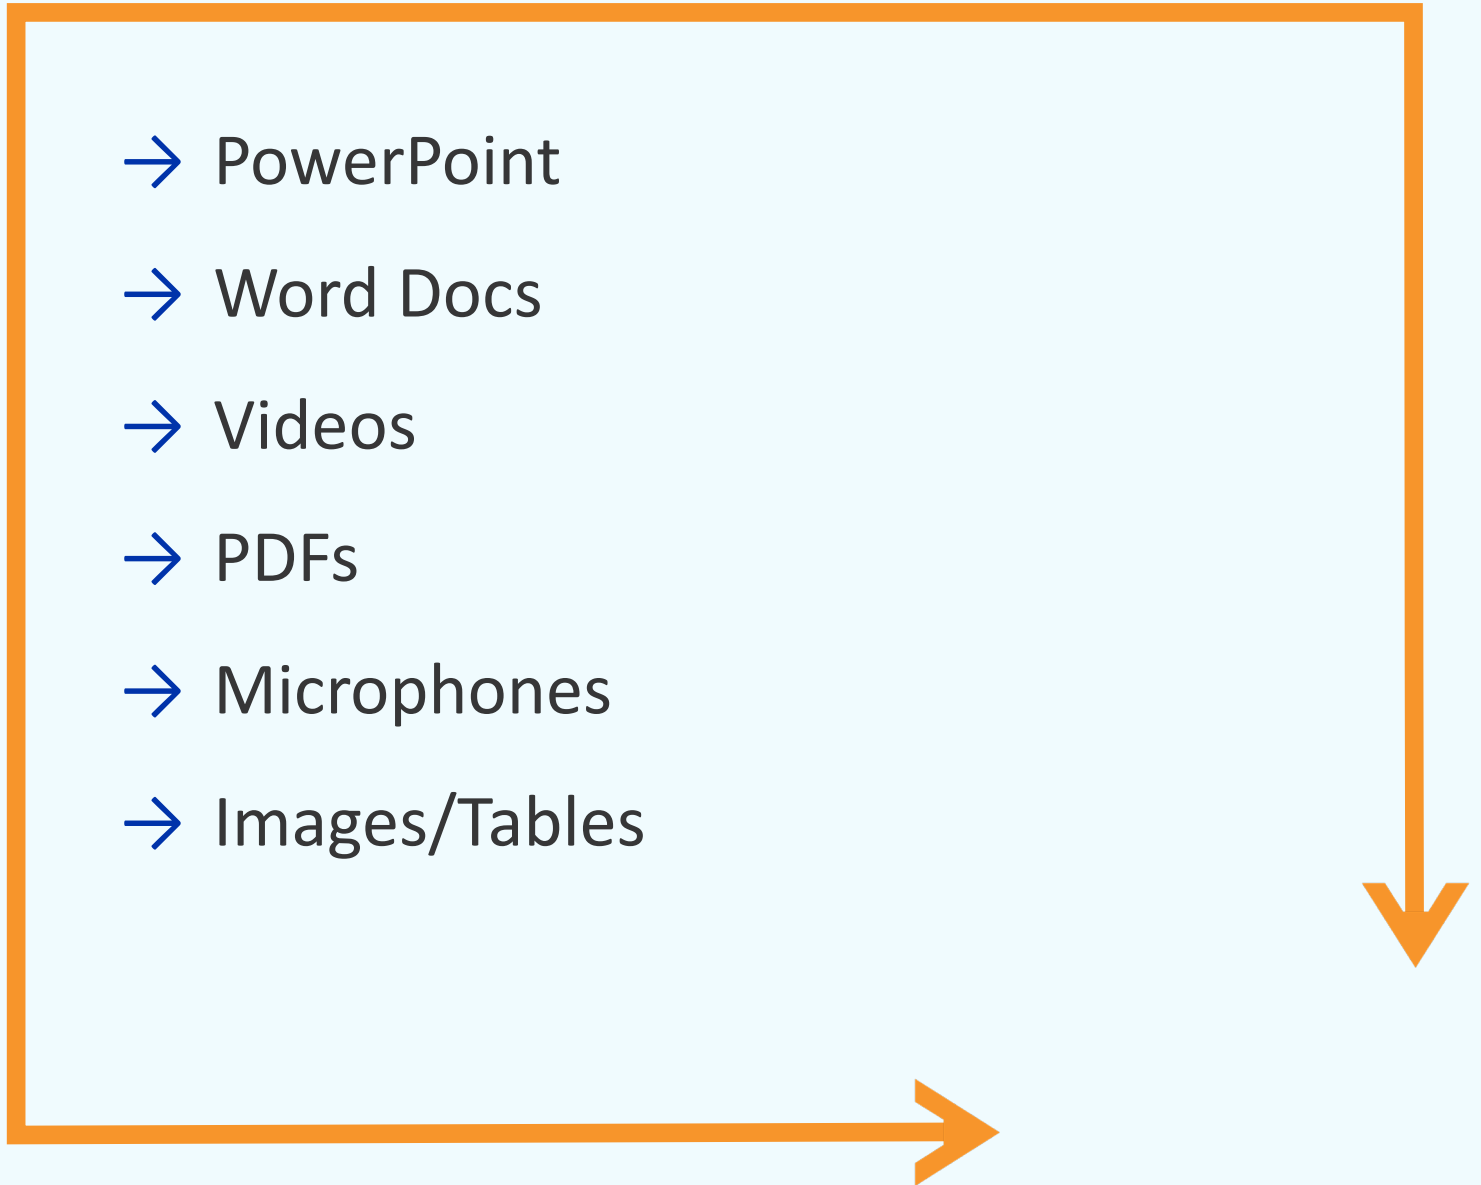 → PowerPoint
→ Word Docs
→ Videos
→ PDFs
→ Microphones
→ Images/Tables